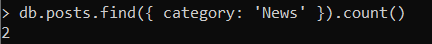 > db.posts.find({ category: 'News' }).count()
2